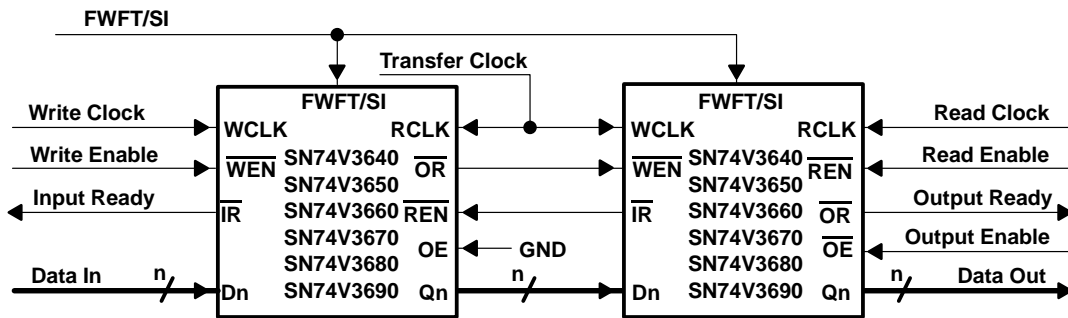 FWFT/SI
Transfer Clock
FWFT/SI FWFT/SI
Write Clock WCLK RCLK WCLK RCLK Read Clock
Write Enable WEN SN74V3640 OR WEN SN74V3640 REN Read Enable
SN74V3650 SN74V3650
Input Ready IR SN74V3660 REN IR SN74V3660 OR Output Ready
SN74V3670 OE GND SN74V3670 OE Output Enable
SN74V3680 SN74V3680
Data In n Dn SN74V3690 Qn n Dn SN74V3690 Qn n Data Out